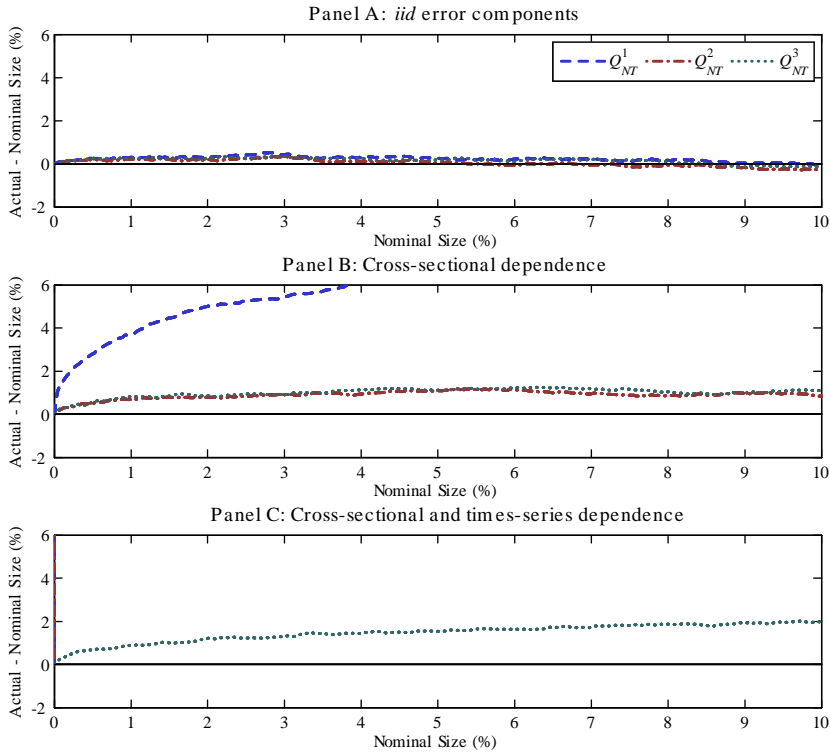 Panel A: iid error components
Actual - Nominal Size (%)
6
4
2
0
-2
Q¹NT Q²NT Q³NT
0 1 2 3 4 5 6 7 8 9 10
Nominal Size (%)
Panel B: Cross-sectional dependence
Actual - Nominal Size (%)
6
4
2
0
-2
0 1 2 3 4 5 6 7 8 9 10
Nominal Size (%)
Panel C: Cross-sectional and times-series dependence
Actual - Nominal Size (%)
6
4
2
0
-2
0 1 2 3 4 5 6 7 8 9 10
Nominal Size (%)